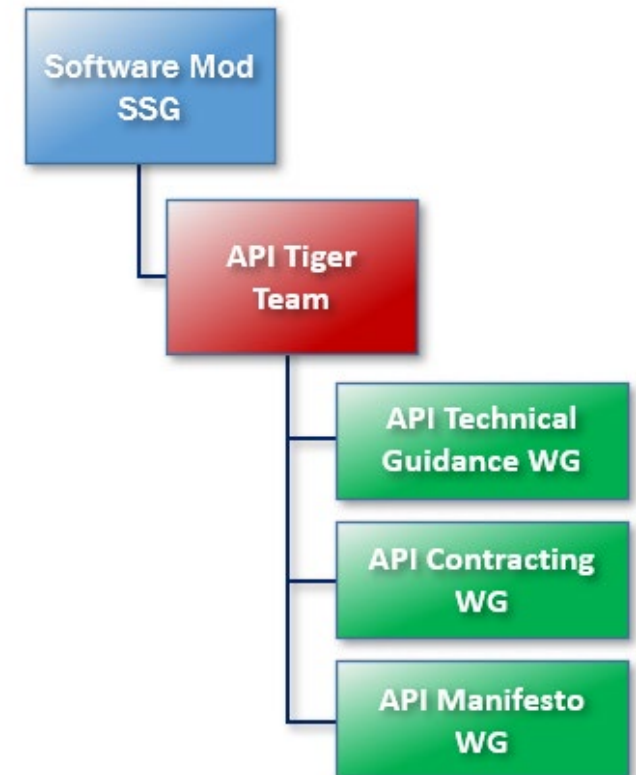 Software Mod
SSG
API Tiger
Team
API Technical
Guidance WG
API Contracting
WG
API Manifesto
WG